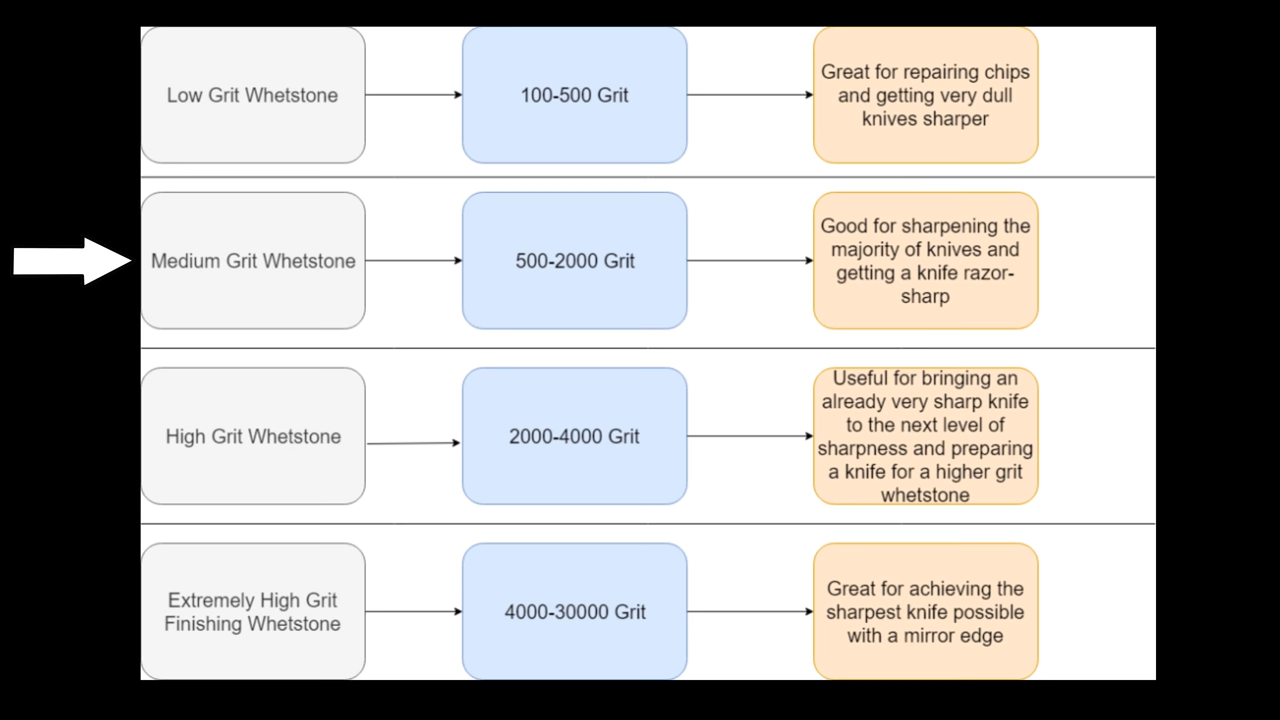 Low Grit Whetstone
100-500 Grit
Great for repairing chips
and getting very dull
knives sharper
Medium Grit Whetstone
500-2000 Grit
Good for sharpening the
majority of knives and
getting a knife razor-
sharp
High Grit Whetstone
2000-4000 Grit
Useful for bringing an
already very sharp knife
to the next level of
sharpness and preparing
a knife for a higher grit
whetstone
Extremely High Grit
Finishing Whetstone
4000-30000 Grit
Great for achieving the
sharpest knife possible
with a mirror edge